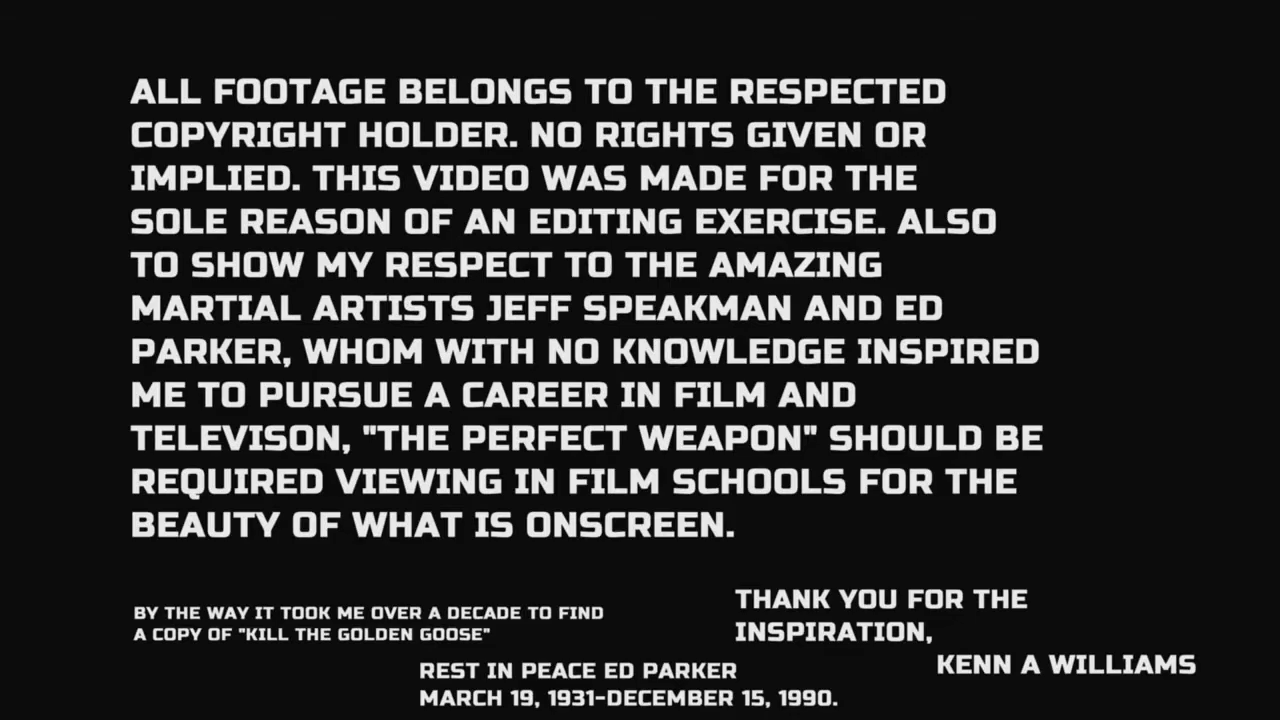 ALL FOOTAGE BELONGS TO THE RESPECTED
COPYRIGHT HOLDER. NO RIGHTS GIVEN OR
IMPLIED. THIS VIDEO WAS MADE FOR THE
SOLE REASON OF AN EDITING EXERCISE. ALSO
TO SHOW MY RESPECT TO THE AMAZING
MARTIAL ARTISTS JEFF SPEAKMAN AND ED
PARKER, WHOM WITH NO KNOWLEDGE INSPIRED
ME TO PURSUE A CAREER IN FILM AND
TELEVISON, "THE PERFECT WEAPON" SHOULD BE
REQUIRED VIEWING IN FILM SCHOOLS FOR THE
BEAUTY OF WHAT IS ONSCREEN.
BY THE WAY IT TOOK ME OVER A DECADE TO FIND
A COPY OF "KILL THE GOLDEN GOOSE"
THANK YOU FOR THE
INSPIRATION,
KENN A WILLIAMS
REST IN PEACE ED PARKER
MARCH 19, 1931-DECEMBER 15, 1990.